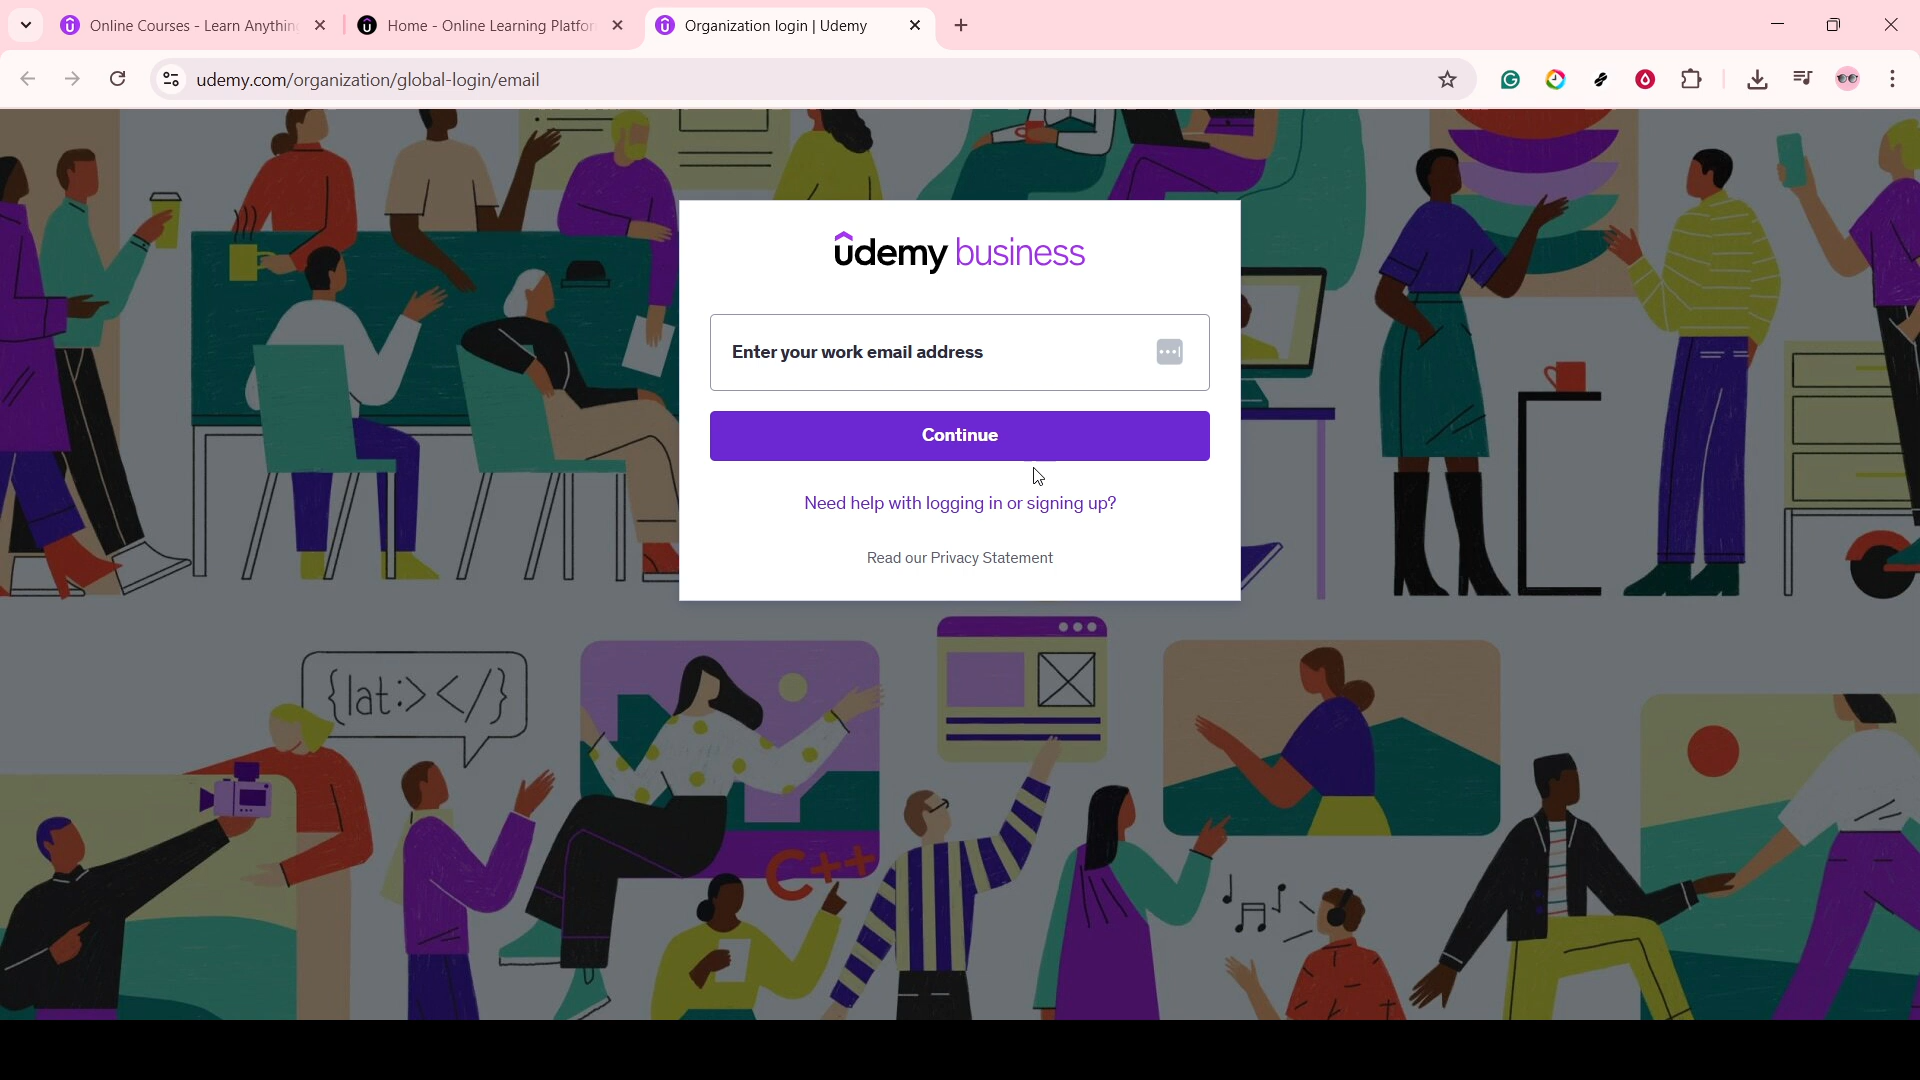 Online Courses - Learn Anythin
Home - Online Learning Platfor
Organization login | Udemy
udemy.com/organization/global-login/email
udemy business
Enter your work email address
Continue
Need help with logging in or signing up?
Read our Privacy Statement
{lat:></}
C++